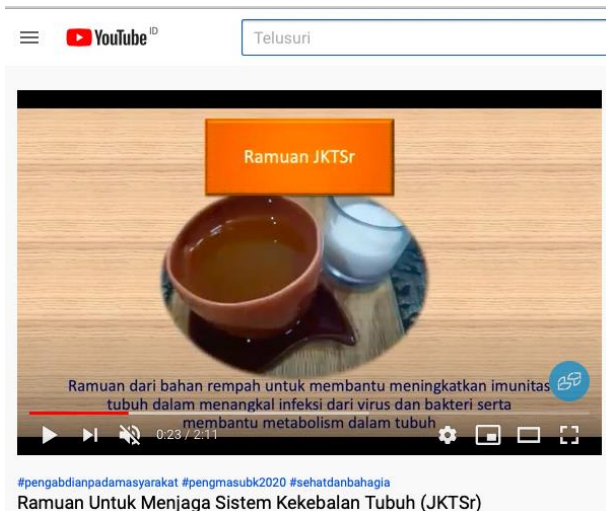 YouTube ID
Telusuri
Ramuan JKTSr
Ramuan dari bahan rempah untuk membantu meningkatkan imunitas
tubuh dalam menangkal infeksi dari virus dan bakteri serta
membantu metabolism dalam tubuh
0:23 / 2:11
#pengabdianpadamasyarakat #pengmasubk2020 #sehatdanbahagia
Ramuan Untuk Menjaga Sistem Kekebalan Tubuh (JKTSr)